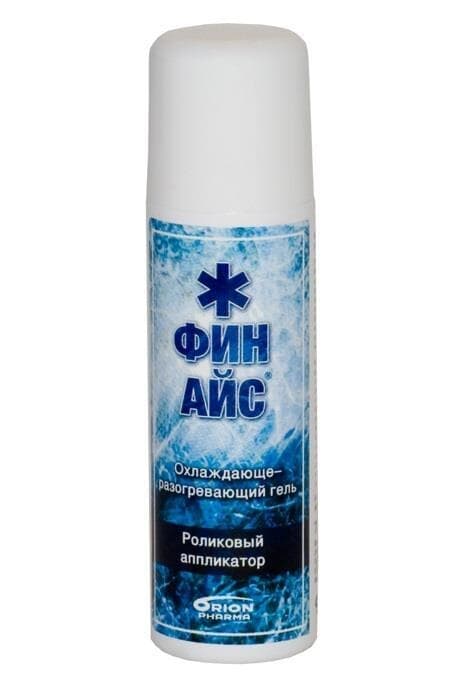 ФИН
АЙС®
Охлаждающе–
разогревающий гель
Роликовый
аппликатор
ORION
PHARMA